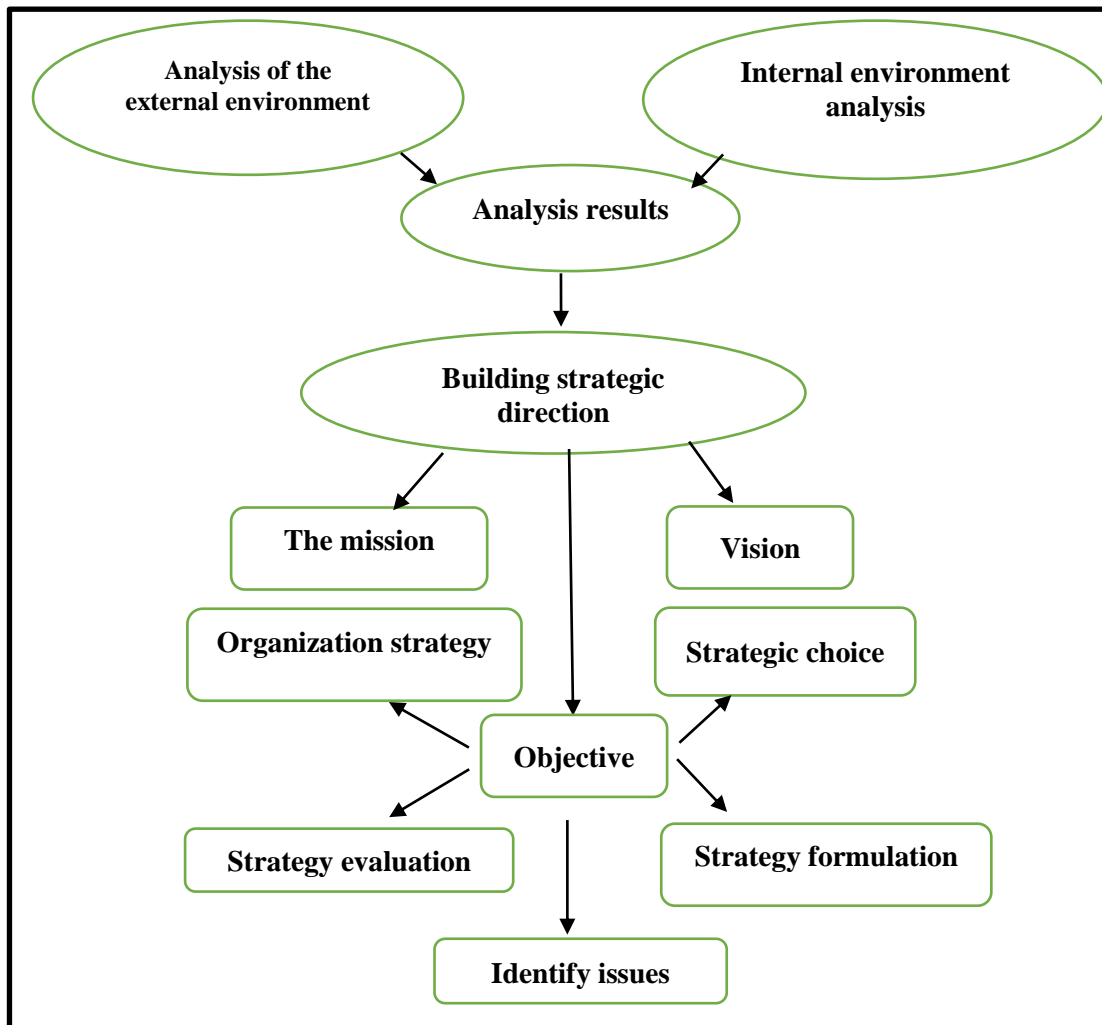 Analysis of the
external environment
Internal environment
analysis
Analysis results
Building strategic
direction
The mission
Vision
Organization strategy
Strategic choice
Objective
Strategy evaluation
Strategy formulation
Identify issues